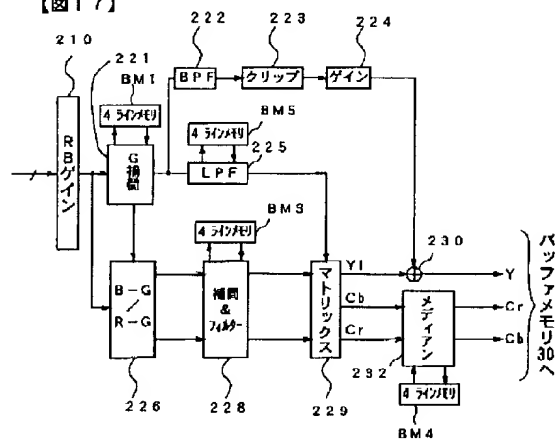 【図17】
210
221
BM1
222
223
224
BPF
クリップ
ゲイン
4 ラインメモリ
4 ラインメモリ
BM5
RBゲイン
G補間
LPF
225
BM3
4 ラインメモリ
B-G/R-G
補間&フィルター
マトリックス
Yl
Cb
Cr
230
メディアン
Y
Cr
Cb
バッファメモリ30へ
226
228
229
232
4 ラインメモリ
BM4